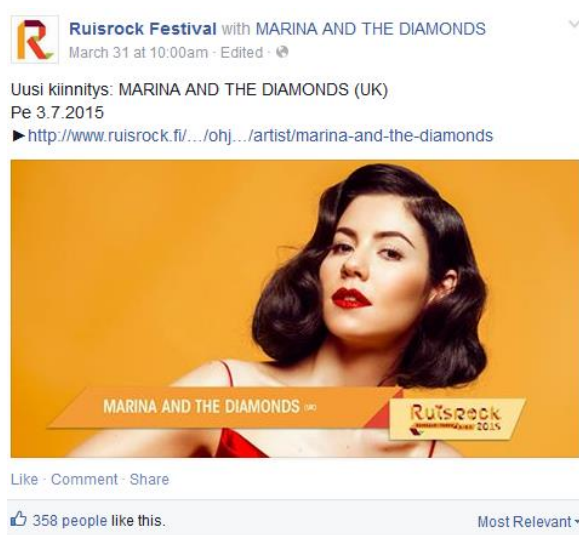 Ruisrock Festival with MARINA AND THE DIAMONDS
March 31 at 10:00am · Edited ·
Uusi kiinnitys: MARINA AND THE DIAMONDS (UK)
Pe 3.7.2015
►http://www.ruisrock.fi/.../ohj.../artist/marina-and-the-diamonds
MARINA AND THE DIAMONDS (UK)
Ruisrock
2015
Like · Comment · Share
358 people like this.
Most Relevant